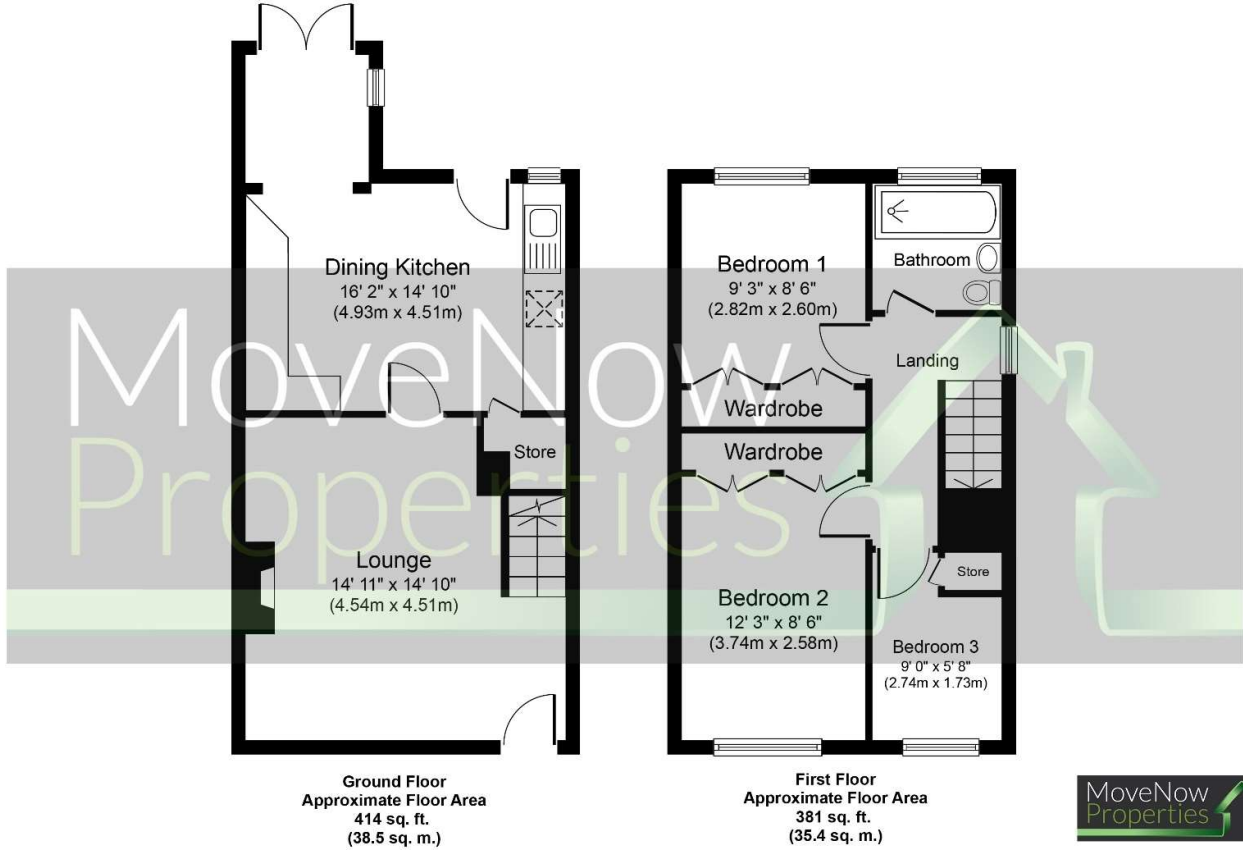 Dining Kitchen
16' 2" x 14' 10"
(4.93m x 4.51m)
Store
Lounge
14' 11" x 14' 10"
(4.54m x 4.51m)
Ground Floor
Approximate Floor Area
414 sq. ft.
(38.5 sq. m.)
Bedroom 1
9' 3" x 8' 6"
(2.82m x 2.60m)
Bathroom
Landing
Wardrobe
Wardrobe
Store
Bedroom 2
12' 3" x 8' 6"
(3.74m x 2.58m)
Bedroom 3
9' 0" x 5' 8"
(2.74m x 1.73m)
First Floor
Approximate Floor Area
381 sq. ft.
(35.4 sq. m.)
MoveNow
Properties
MoveNow
Properties